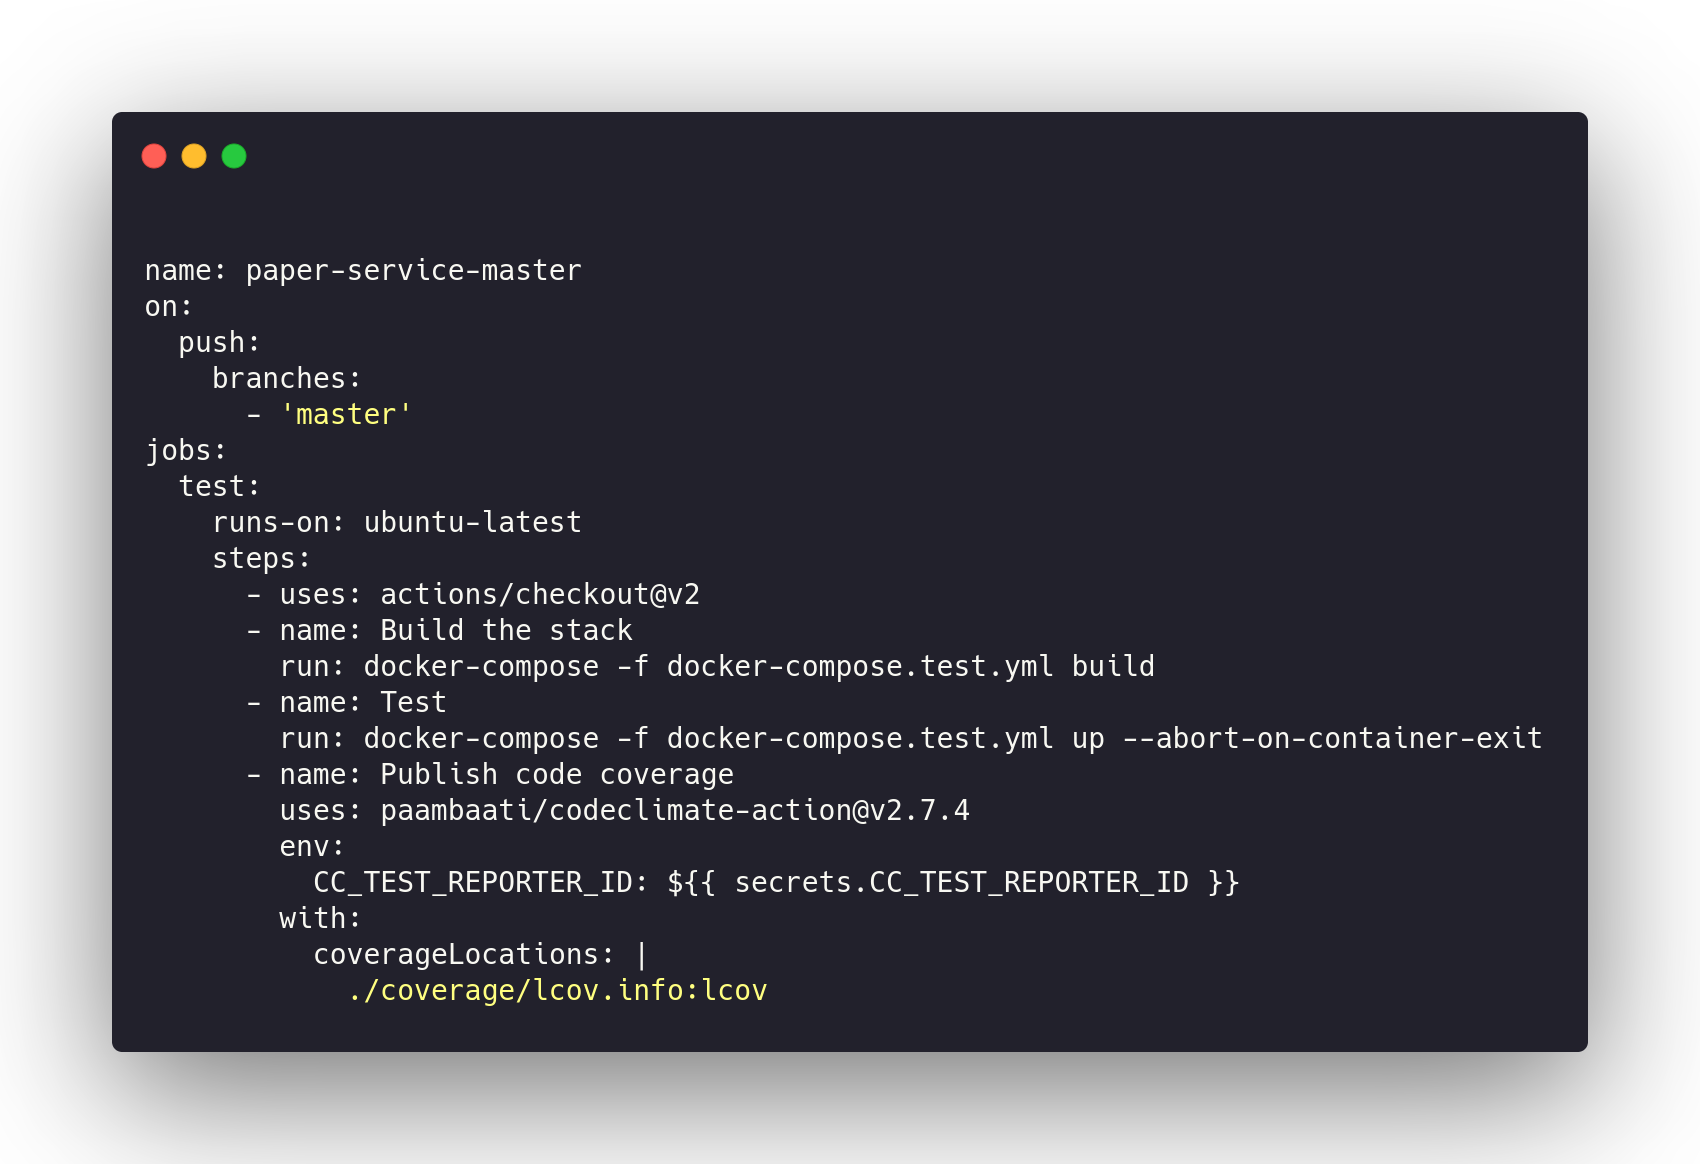 name: paper-service-master
on:
  push:
    branches:
      - 'master'
jobs:
  test:
    runs-on: ubuntu-latest
    steps:
      - uses: actions/checkout@v2
      - name: Build the stack
        run: docker-compose -f docker-compose.test.yml build
      - name: Test
        run: docker-compose -f docker-compose.test.yml up --abort-on-container-exit
      - name: Publish code coverage
        uses: paambaati/codeclimate-action@v2.7.4
        env:
          CC_TEST_REPORTER_ID: ${{ secrets.CC_TEST_REPORTER_ID }}
        with:
          coverageLocations: |
            ./coverage/lcov.info:lcov